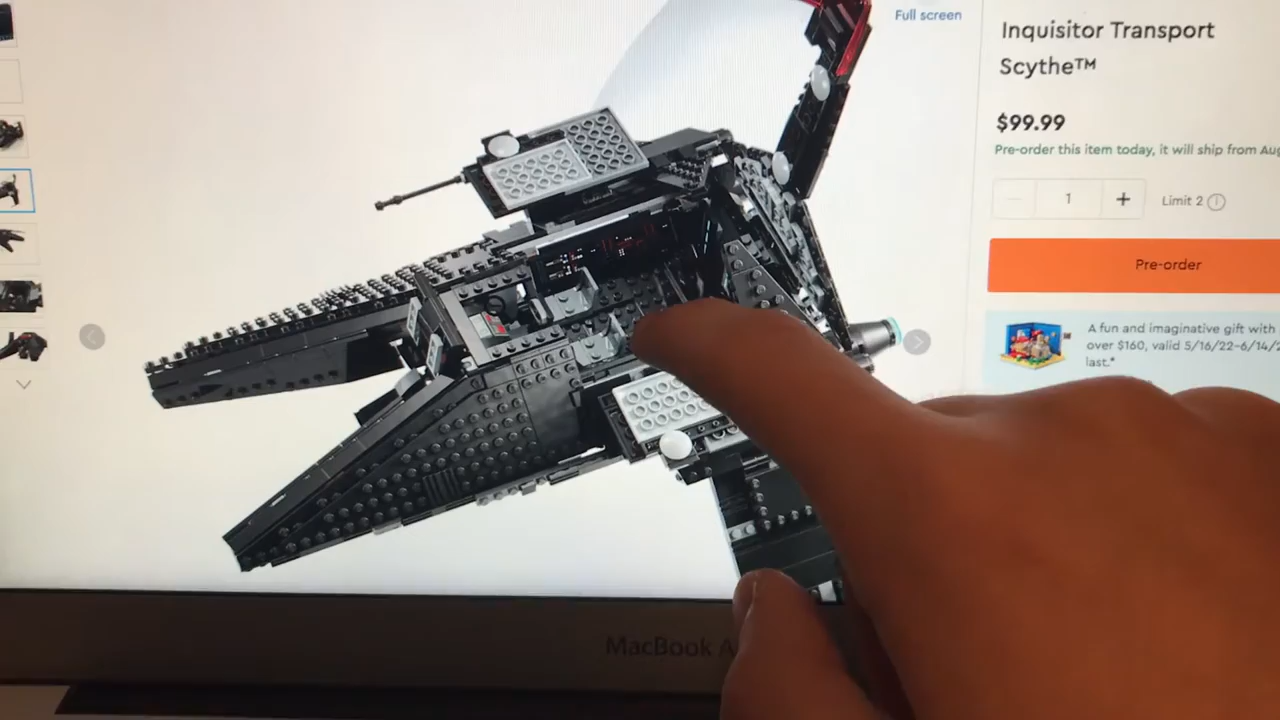 Full screen
Inquisitor Transport
Scythe™
$99.99
Pre-order this item today, it will ship from
1
Limit 2
Pre-order
A fun and imaginative gift with
over $160, valid 5/16/22-6/14/
last.*
MacBook